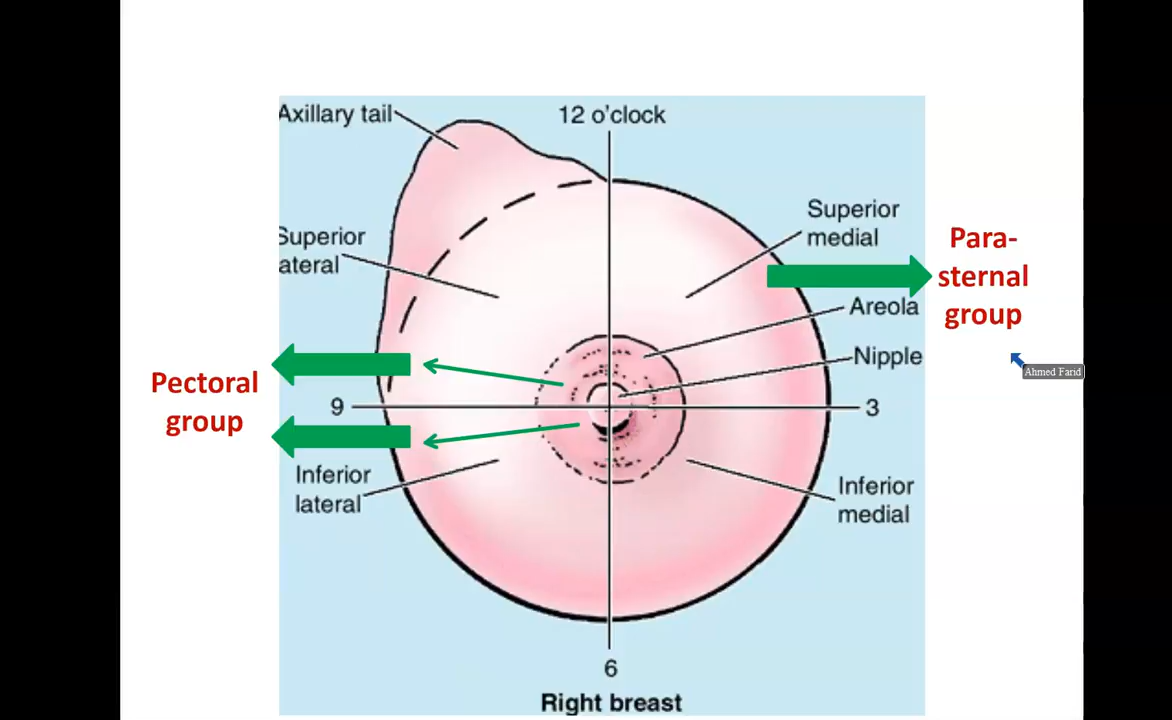 Axillary tail
12 o'clock
Superior
medial
Superior
ateral
Para-
sternal
group
Areola
Nipple
Ahmed Farid
Pectoral
group
9
3
Inferior
lateral
Inferior
medial
6
Right breast